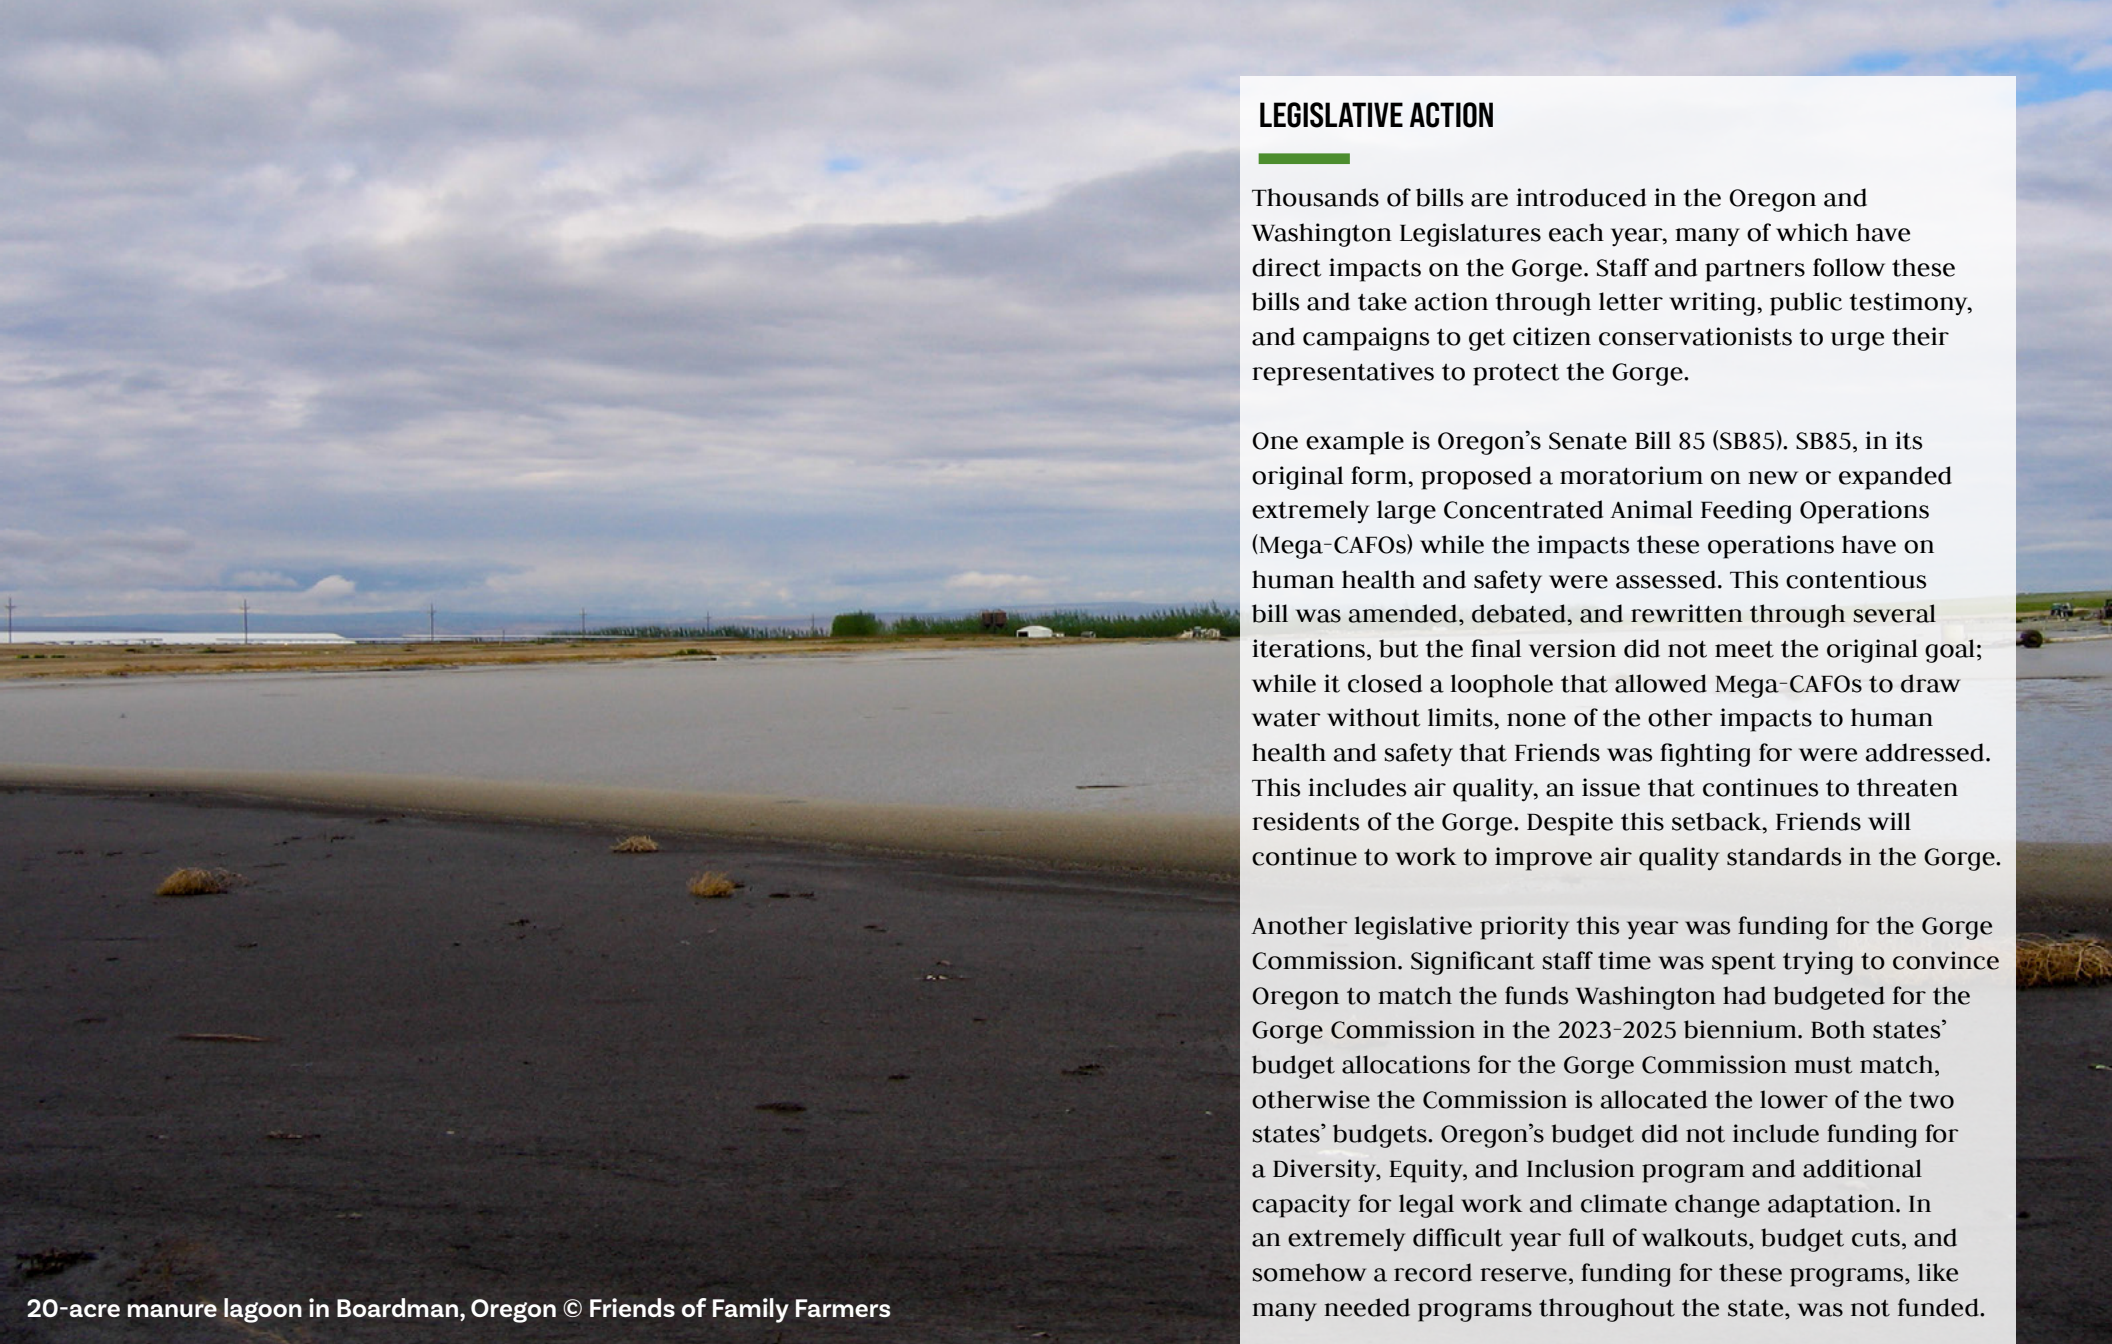 LEGISLATIVE ACTION
Thousands of bills are introduced in the Oregon and
Washington Legislatures each year, many of which have
direct impacts on the Gorge. Staff and partners follow these
bills and take action through letter writing, public testimony,
and campaigns to get citizen conservationists to urge their
representatives to protect the Gorge.
One example is Oregon’s Senate Bill 85 (SB85). SB85, in its
original form, proposed a moratorium on new or expanded
extremely large Concentrated Animal Feeding Operations
(Mega-CAFOs) while the impacts these operations have on
human health and safety were assessed. This contentious
bill was amended, debated, and rewritten through several
iterations, but the final version did not meet the original goal;
while it closed a loophole that allowed Mega-CAFOs to draw
water without limits, none of the other impacts to human
health and safety that Friends was fighting for were addressed.
This includes air quality, an issue that continues to threaten
residents of the Gorge. Despite this setback, Friends will
continue to work to improve air quality standards in the Gorge.
Another legislative priority this year was funding for the Gorge
Commission. Significant staff time was spent trying to convince
Oregon to match the funds Washington had budgeted for the
Gorge Commission in the 2023-2025 biennium. Both states’
budget allocations for the Gorge Commission must match,
otherwise the Commission is allocated the lower of the two
states’ budgets. Oregon’s budget did not include funding for
a Diversity, Equity, and Inclusion program and additional
capacity for legal work and climate change adaptation. In
an extremely difficult year full of walkouts, budget cuts, and
somehow a record reserve, funding for these programs, like
many needed programs throughout the state, was not funded.
20-acre manure lagoon in Boardman, Oregon © Friends of Family Farmers